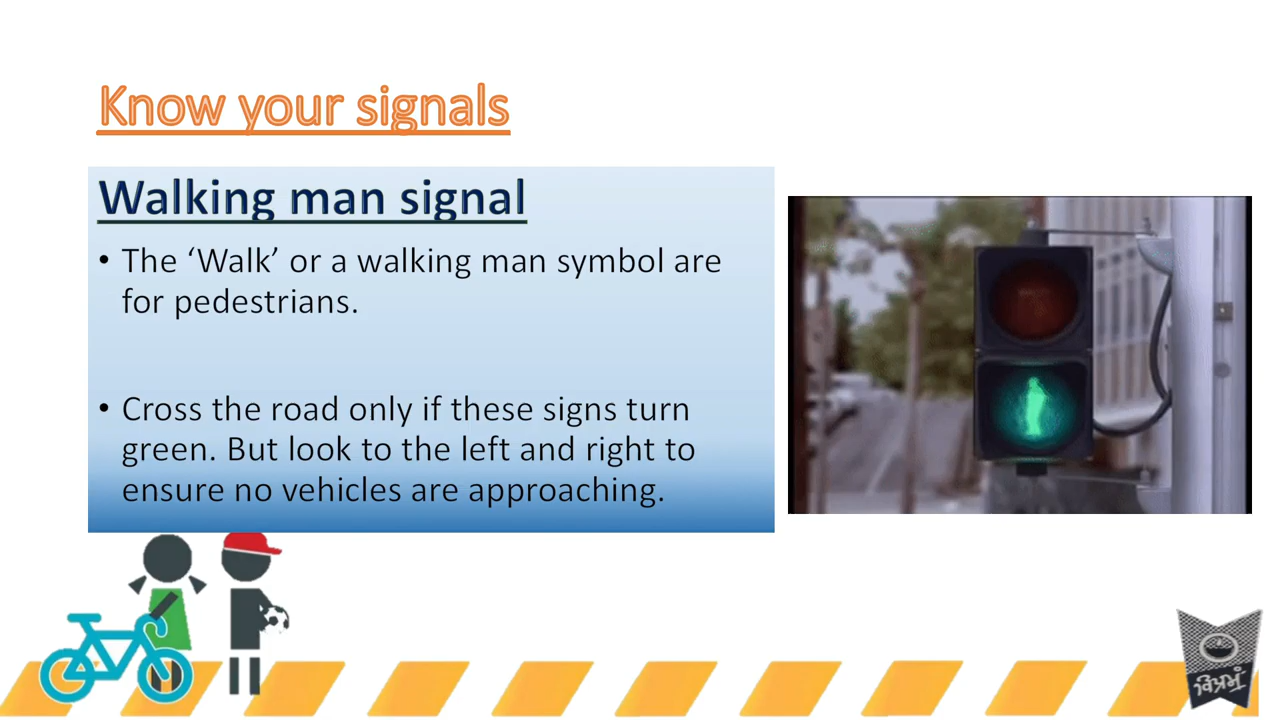 Know your signals
Walking man signal
• The ‘Walk’ or a walking man symbol are
for pedestrians.
• Cross the road only if these signs turn
green. But look to the left and right to
ensure no vehicles are approaching.